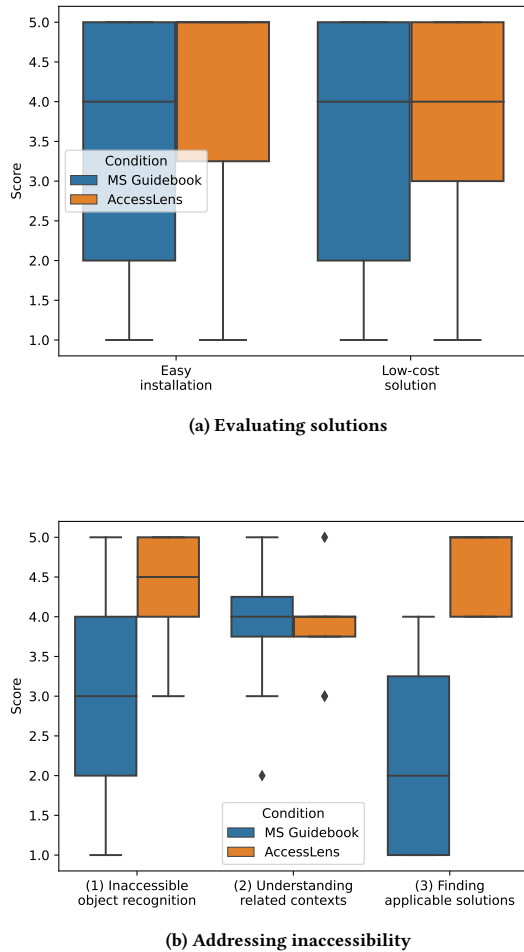 5.0
4.5
4.0
3.5
3.0
2.5
2.0
1.5
1.0
Score
Condition
MS Guidebook
AccessLens
Easy
installation
Low-cost
solution
(a) Evaluating solutions
5.0
4.5
4.0
3.5
3.0
2.5
2.0
1.5
1.0
Score
Condition
MS Guidebook
AccessLens
(1) Inaccessible
object recognition
(2) Understanding
related contexts
(3) Finding
applicable solutions
(b) Addressing inaccessibility